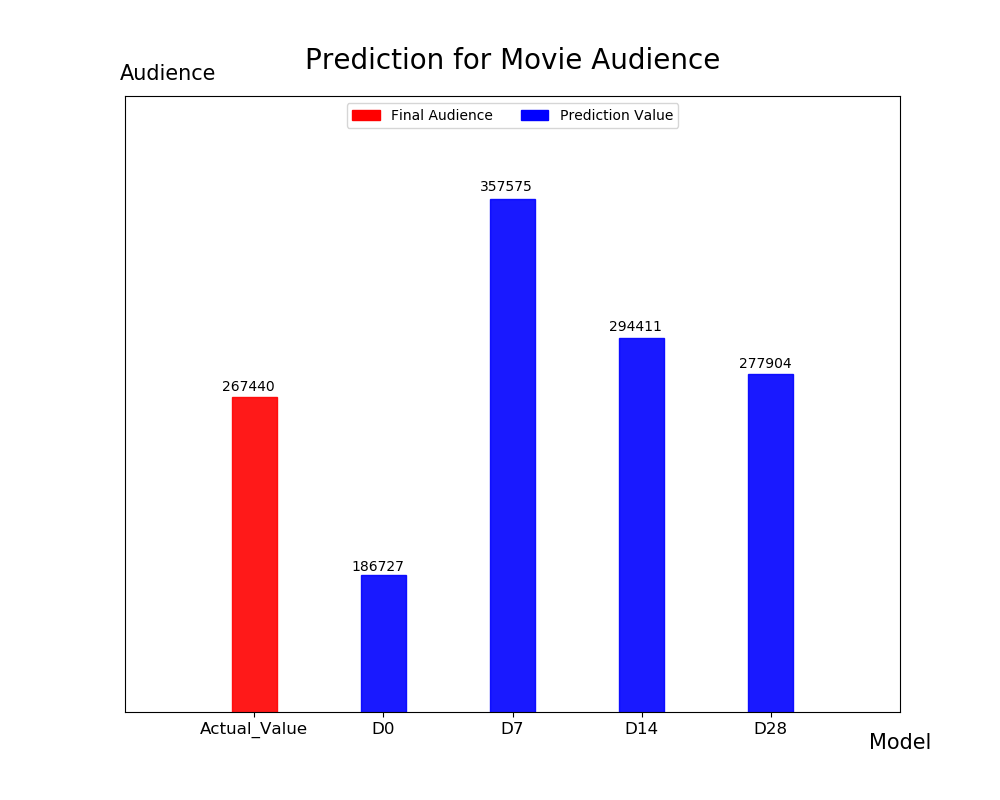 Prediction for Movie Audience
Audience
Final Audience Prediction Value
357575
294411
277904
267440
186727
Actual_Value D0 D7 D14 D28
Model